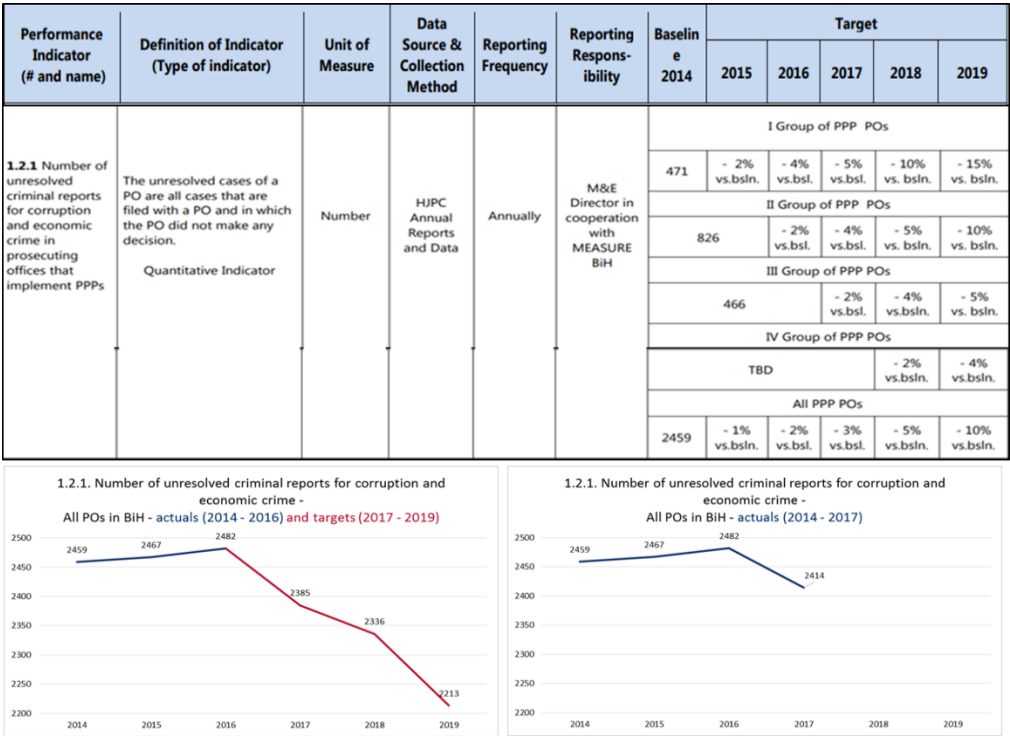 Performance
Indicator
(# and name)
Definition of Indicator
(Type of indicator)
Unit of
Measure
Data
Source &
Collection
Method
Reporting
Frequency
Reporting
Respons-
ibility
Baselin
e
2014
Target
2015 2016 2017 2018 2019
1.2.1 Number of
unresolved
criminal reports
for corruption
and economic
crime in
prosecuting
offices that
implement PPPs
The unresolved cases of a
PO are all cases that are
filed with a PO and in which
the PO did not make any
decision.
Quantitative Indicator
Number
HJPC
Annual
Reports
and Data
Annually
M&E
Director in
cooperation
with
MEASURE
BiH
I Group of PPP POs
471 - 2% - 4% - 5% - 10% - 15%
vs.bsln. vs.bsl. vs.bsl. vs. bsln. vs. bsln.
II Group of PPP POs
826 - 2% - 4% - 5% - 10%
vs.bsl. vs.bsl. vs. bsln. vs. bsln.
III Group of PPP POs
466 - 2% - 4% - 5%
vs.bsl. vs.bsln. vs. bsln.
IV Group of PPP POs
TBD - 2% - 4%
vs.bsln. vs.bsln.
All PPP POs
2459 - 1% - 2% - 3% - 5% - 10%
vs.bsln. vs.bsl. vs.bsl. vs.bsln. vs.bsln.
1.2.1. Number of unresolved criminal reports for corruption and
economic crime -
All POs in BiH - actuals (2014 - 2016) and targets (2017 - 2019)
2500
2450
2400
2350
2300
2250
2200
2459
2467
2482
2385
2336
2213
2014 2015 2016 2017 2018 2019
1.2.1. Number of unresolved criminal reports for corruption and
economic crime -
All POs in BiH - actuals (2014 - 2017)
2500
2450
2400
2350
2300
2250
2200
2459
2467
2482
2414
2014 2015 2016 2017 2018 2019